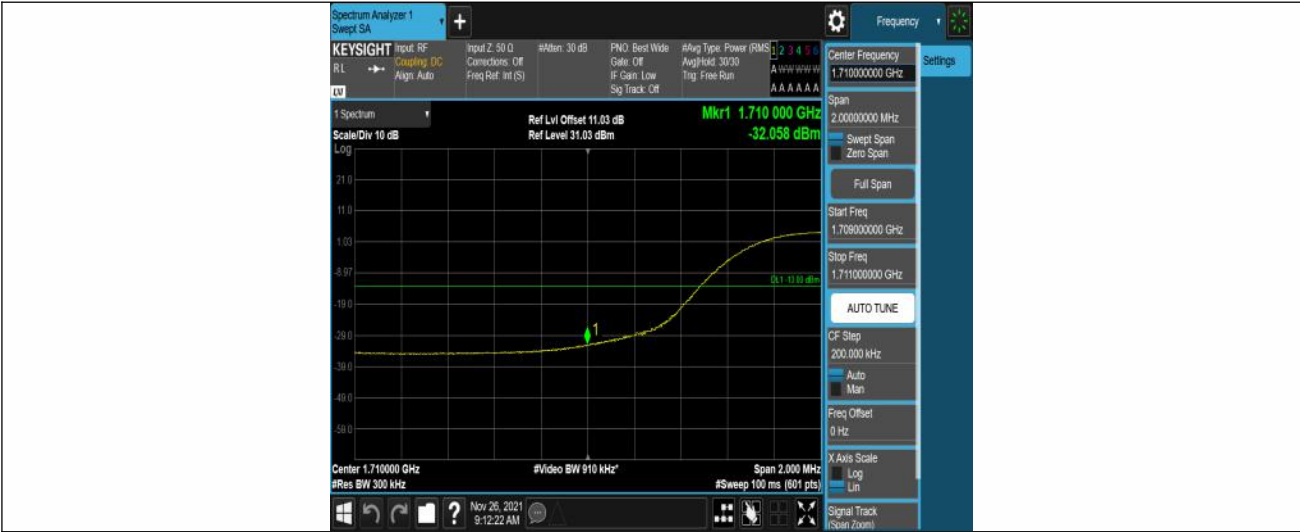 Spectrum Analyzer 1
Swept SA
+
Frequency
KEYSIGHT
RL
Input: RF
Coupling: DC
Align: Auto
Input Z: 50 Ω
Corrections: Off
Freq Ref: Int (S)
#Atten: 30 dB
PNO: Best Wide
Gate: Off
IF Gain: Low
Sig Track: Off
#Avg Type: Power (RMS
Avg|Hold: 30/30
Trig: Free Run
1 2 3 4 5 6
A W W W W W
A A A A A A
LV
1 Spectrum
Scale/Div 10 dB
Log
Ref Lvl Offset 11.03 dB
Ref Level 31.03 dBm
Mkr1 1.710 000 GHz
-32.058 dBm
21.0
11.0
1.03
-8.97
-19.0
-29.0
-39.0
-49.0
-59.0
DL1 -13.00 dBm
1
Center 1.710000 GHz
#Res BW 300 kHz
#Video BW 910 kHz*
Span 2.000 MHz
#Sweep 100 ms (601 pts)
Nov 26, 2021
9:12:22 AM
?
Center Frequency
1.710000000 GHz
Settings
Span
2.00000000 MHz
Swept Span
Zero Span
Full Span
Start Freq
1.709000000 GHz
Stop Freq
1.711000000 GHz
AUTO TUNE
CF Step
200.000 kHz
Auto
Man
Freq Offset
0 Hz
X Axis Scale
Log
Lin
Signal Track
(Span Zoom)